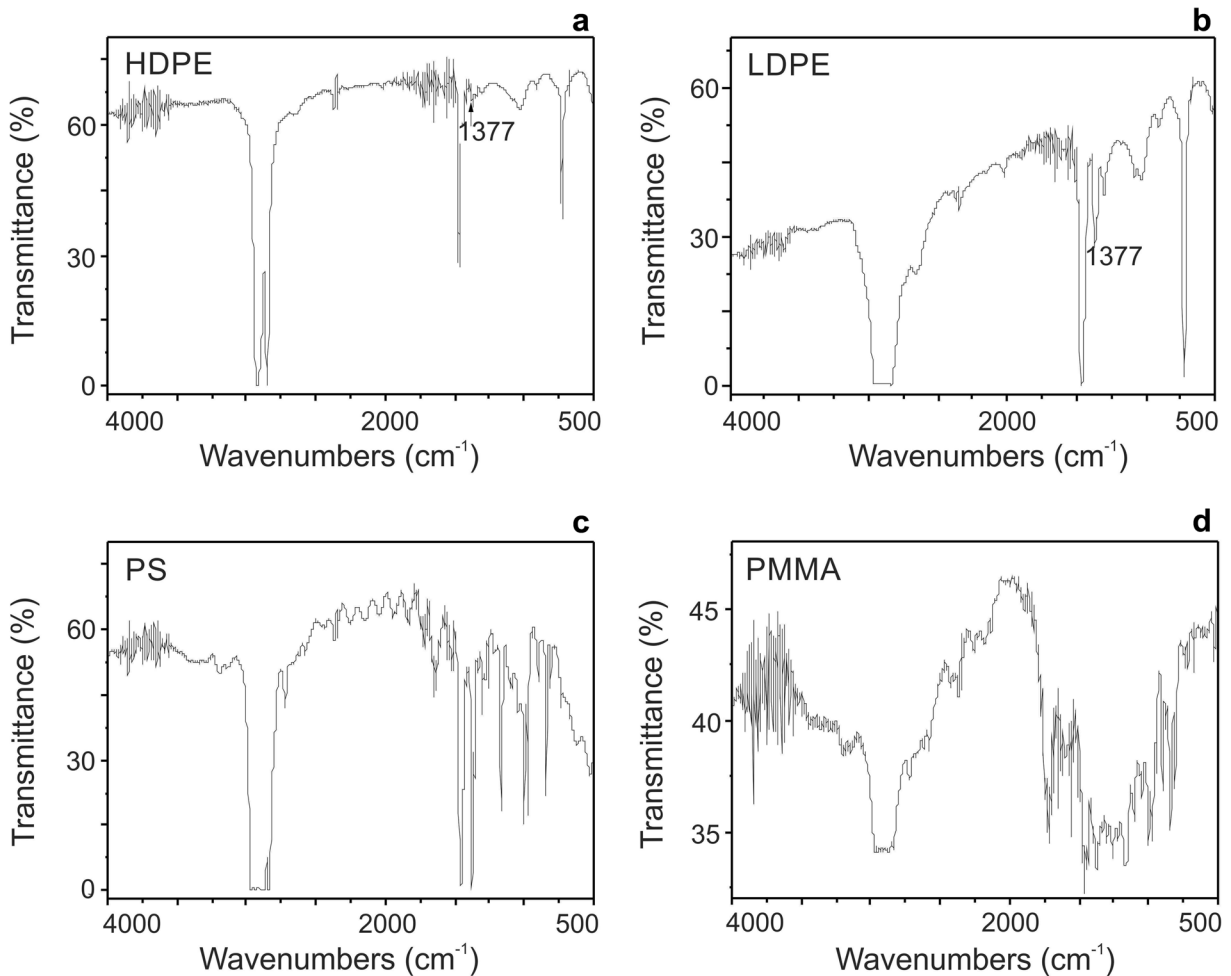 a
HDPE
Transmittance (%)
60
30
0
1377
4000
2000
500
Wavenumbers (cm-1)
b
LDPE
Transmittance (%)
60
30
0
1377
4000
2000
500
Wavenumbers (cm-1)
c
PS
Transmittance (%)
60
30
0
4000
2000
500
Wavenumbers (cm-1)
d
PMMA
Transmittance (%)
45
40
35
4000
2000
500
Wavenumbers (cm-1)